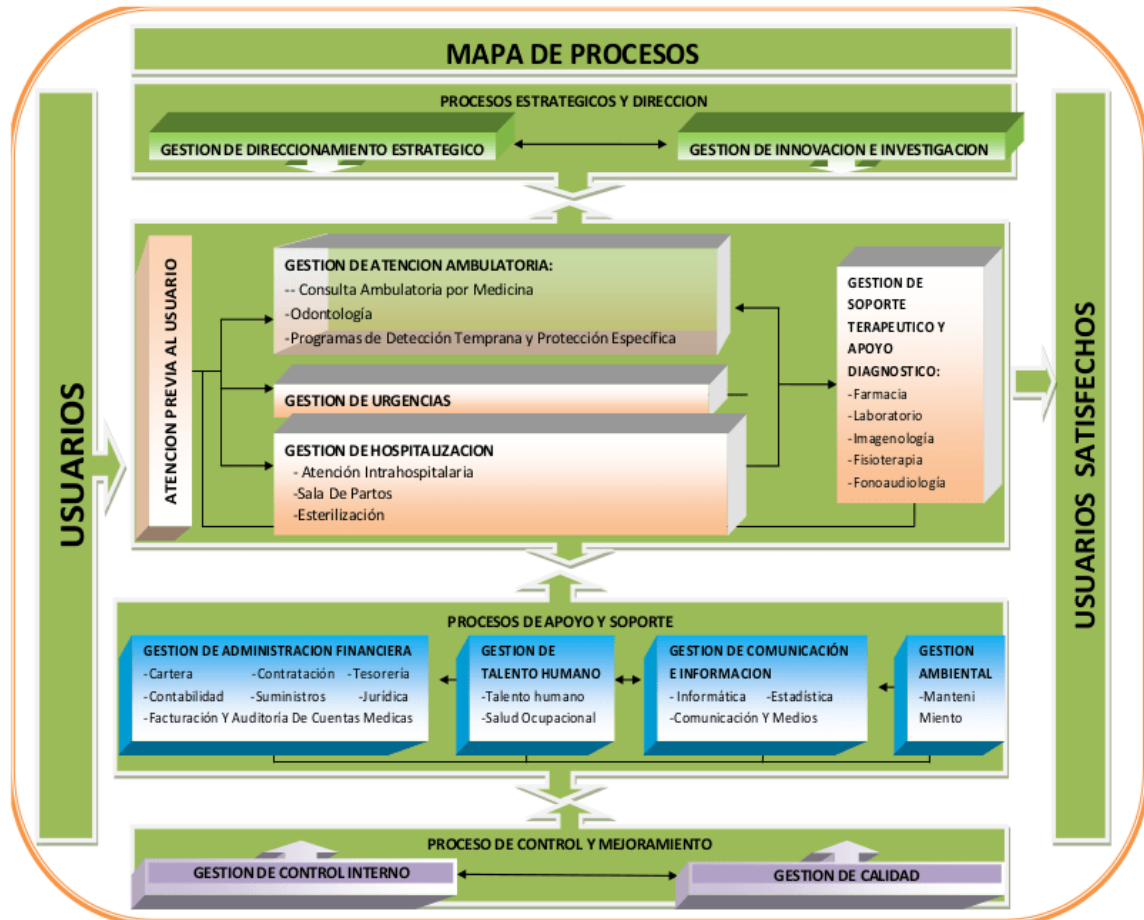 MAPA DE PROCESOS
PROCESOS ESTRATEGICOS Y DIRECCION
GESTION DE DIRECCIONAMIENTO ESTRATEGICO
GESTION DE INNOVACION E INVESTIGACION
USUARIOS
ATENCION PREVIA AL USUARIO
GESTION DE ATENCION AMBULATORIA:
-- Consulta Ambulatoria por Medicina
-Odontología
-Programas de Detección Temprana y Protección Específica
GESTION DE URGENCIAS
GESTION DE HOSPITALIZACION
- Atención Intrahospitalaria
-Sala De Partos
-Esterilización
GESTION DE
SOPORTE
TERAPEUTICO Y
APOYO
DIAGNOSTICO:
-Farmacia
-Laboratorio
-Imagenología
-Fisioterapia
-Fonoaudiología
USUARIOS SATISFECHOS
PROCESOS DE APOYO Y SOPORTE
GESTION DE ADMINISTRACION FINANCIERA
-Cartera -Contratación -Tesorería
-Contabilidad -Suministros -Jurídica
-Facturación Y Auditoría De Cuentas Medicas
GESTION DE
TALENTO HUMANO
-Talento humano
-Salud Ocupacional
GESTION DE COMUNICACIÓN
E INFORMACION
- Informática -Estadística
-Comunicación Y Medios
GESTION
AMBIENTAL
-Manteni
Miento
PROCESO DE CONTROL Y MEJORAMIENTO
GESTION DE CONTROL INTERNO
GESTION DE CALIDAD